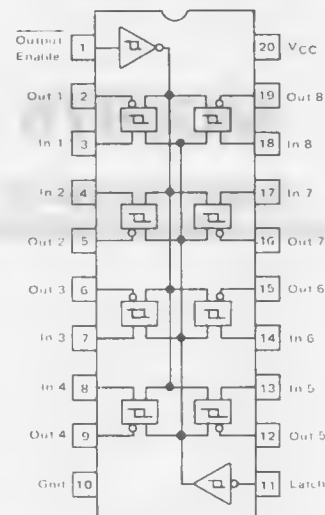 Output
Enable
1
20
VCC
Out 1
2
19
Out 8
In 1
3
18
In 8
In 2
4
17
In 7
Out 2
5
16
Out 7
Out 3
6
15
Out 6
In 3
7
14
In 6
In 4
8
13
In 5
Out 4
9
12
Out 5
Gnd
10
11
Latch